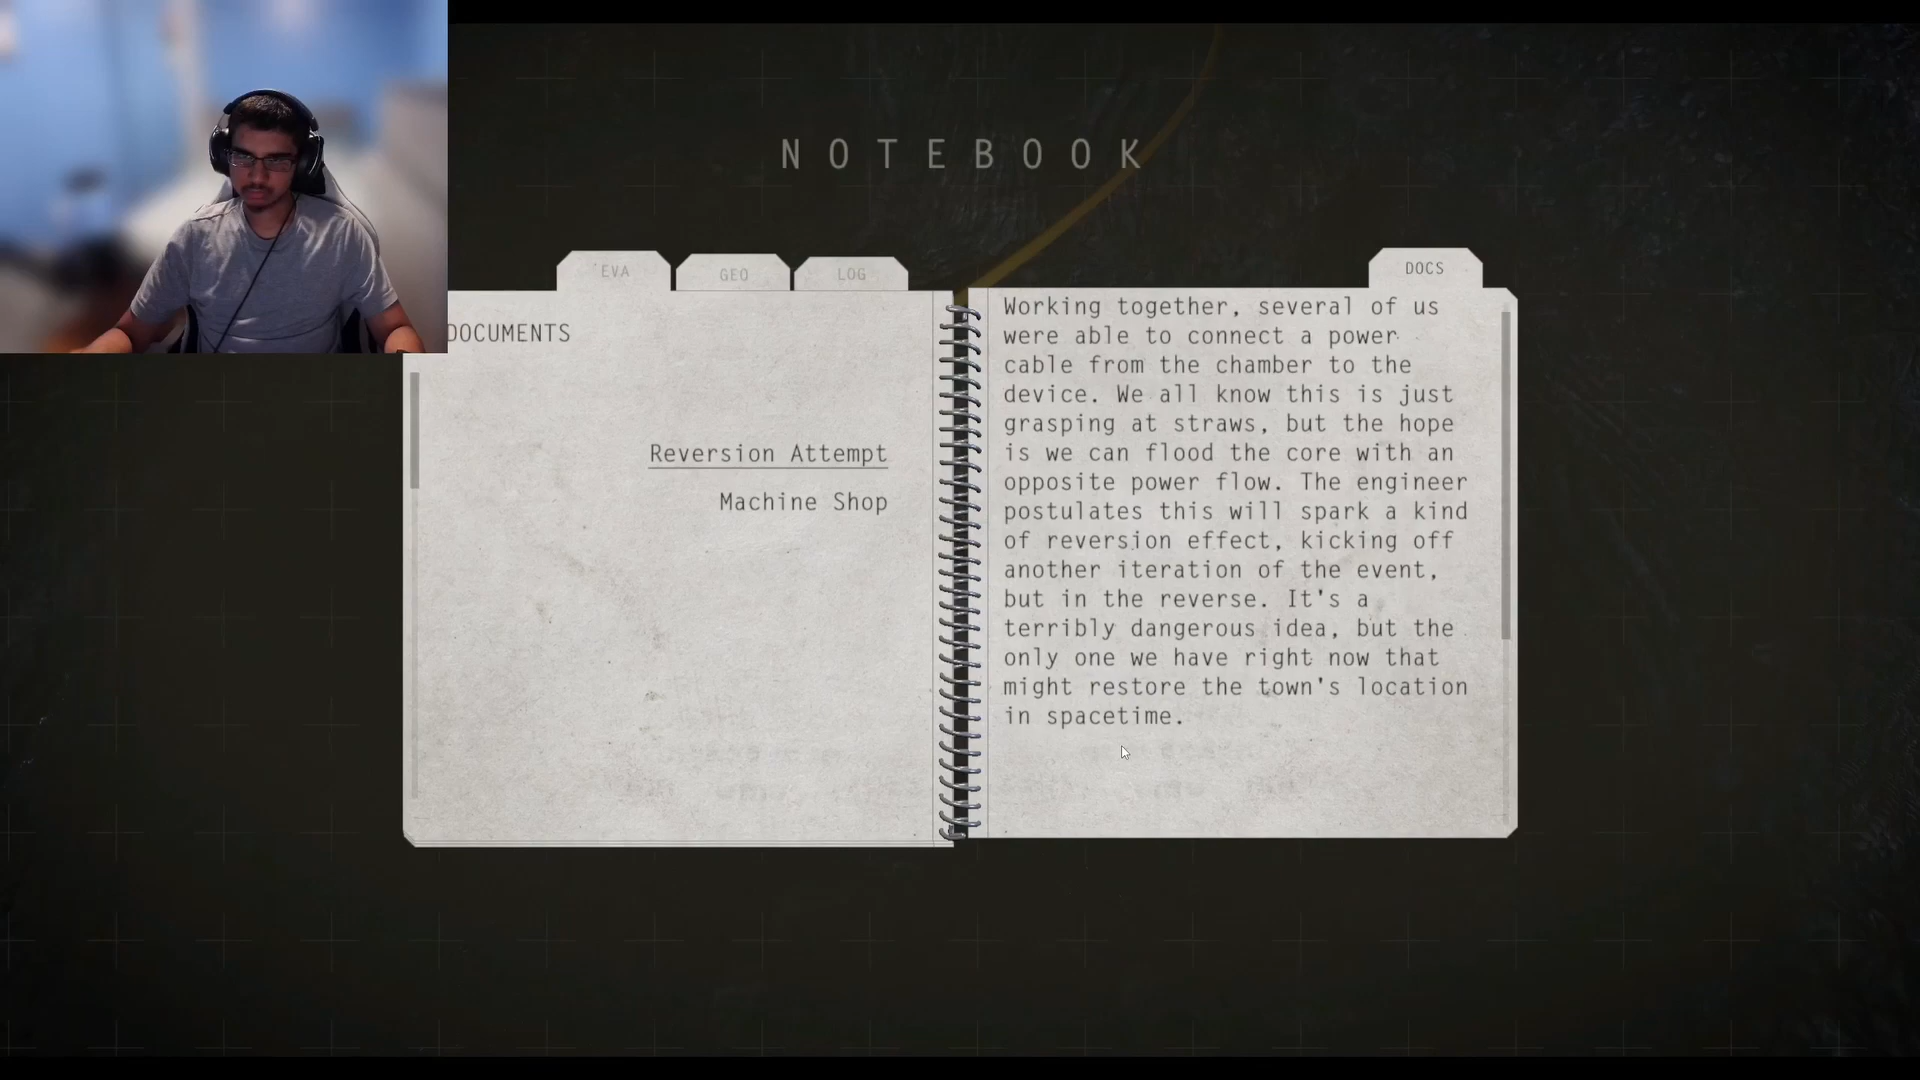 NOTEBOOK
EVA
GEO
LOG
DOCS
DOCUMENTS
Reversion Attempt
Machine Shop
Working together, several of us
were able to connect a power
cable from the chamber to the
device. We all know this is just
grasping at straws, but the hope
is we can flood the core with an
opposite power flow. The engineer
postulates this will spark a kind
of reversion effect, kicking off
another iteration of the event,
but in the reverse. It's a
terribly dangerous idea, but the
only one we have right now that
might restore the town's location
in spacetime.